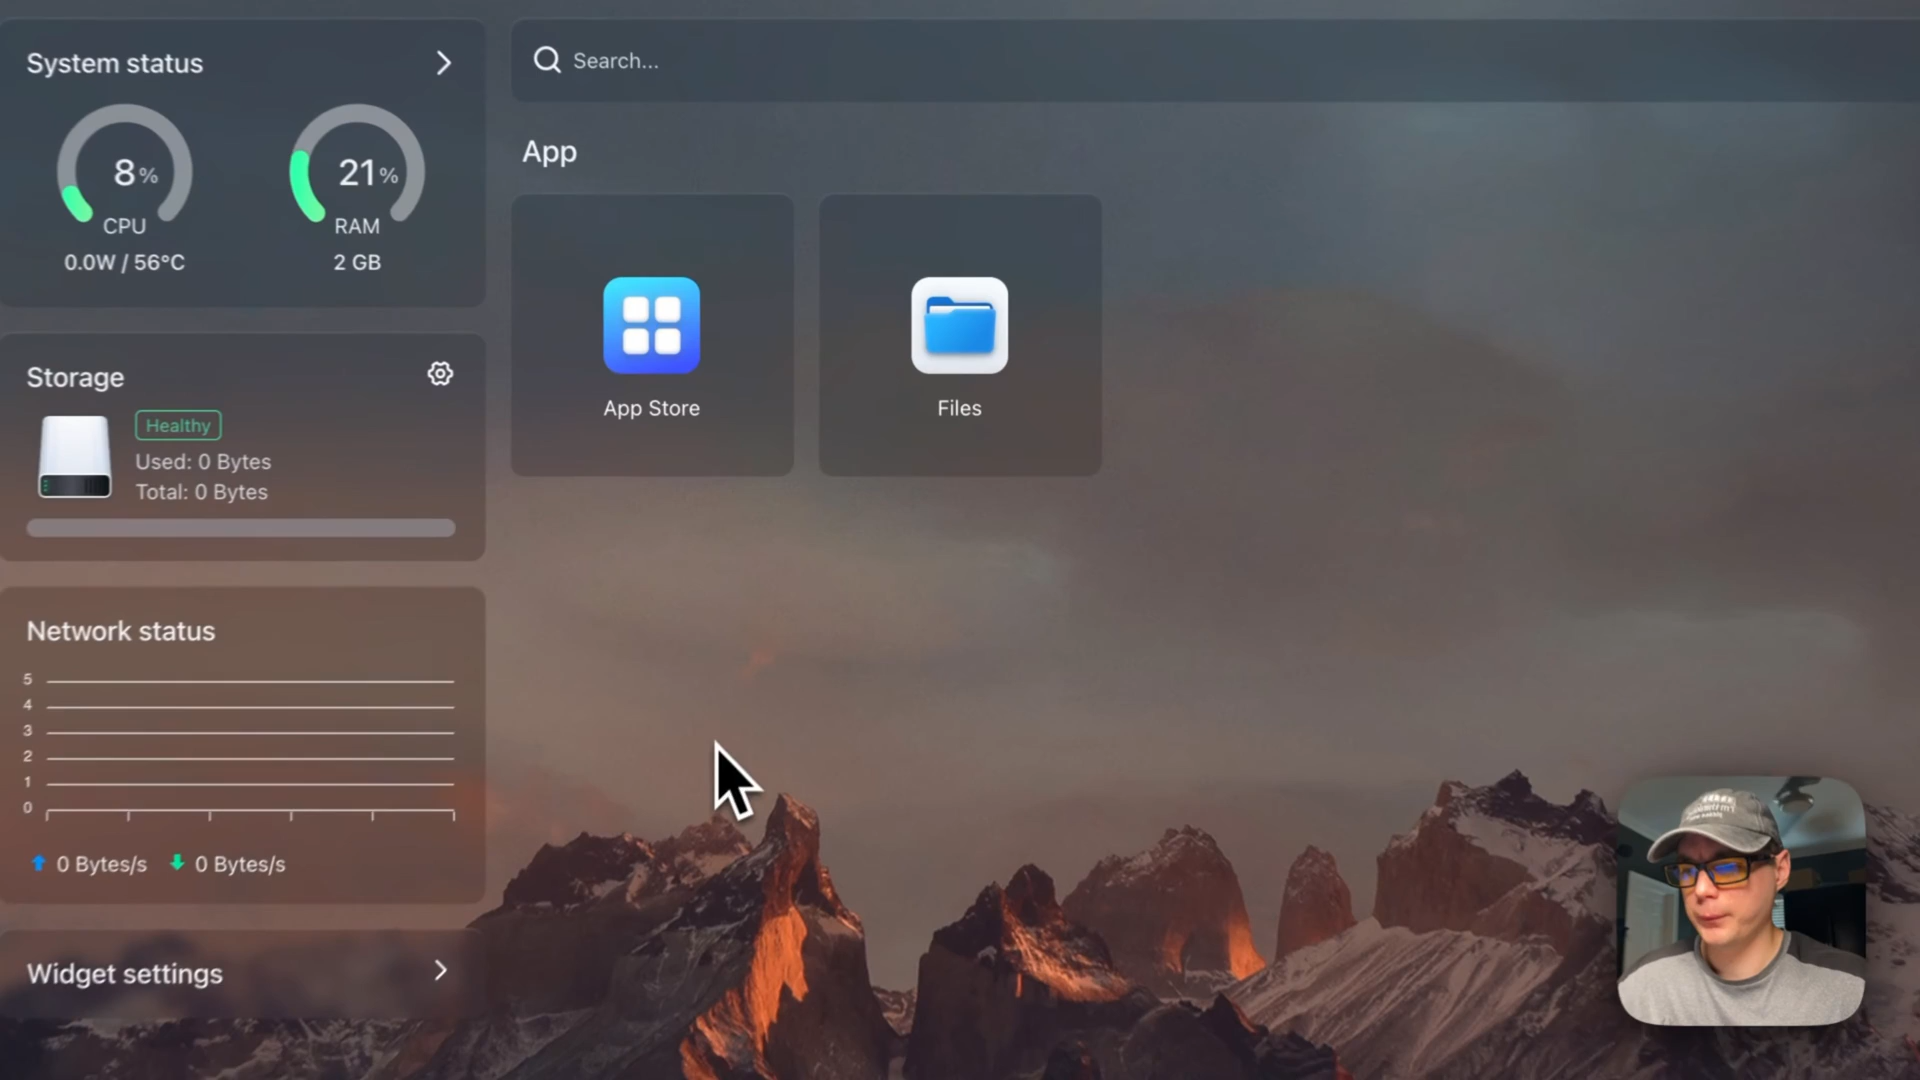 System status
8%
CPU
0.0W / 56°C
21%
RAM
2 GB
Storage
Healthy
Used: 0 Bytes
Total: 0 Bytes
Network status
5
4
3
2
1
0
0 Bytes/s
0 Bytes/s
Widget settings
Search...
App
App Store
Files